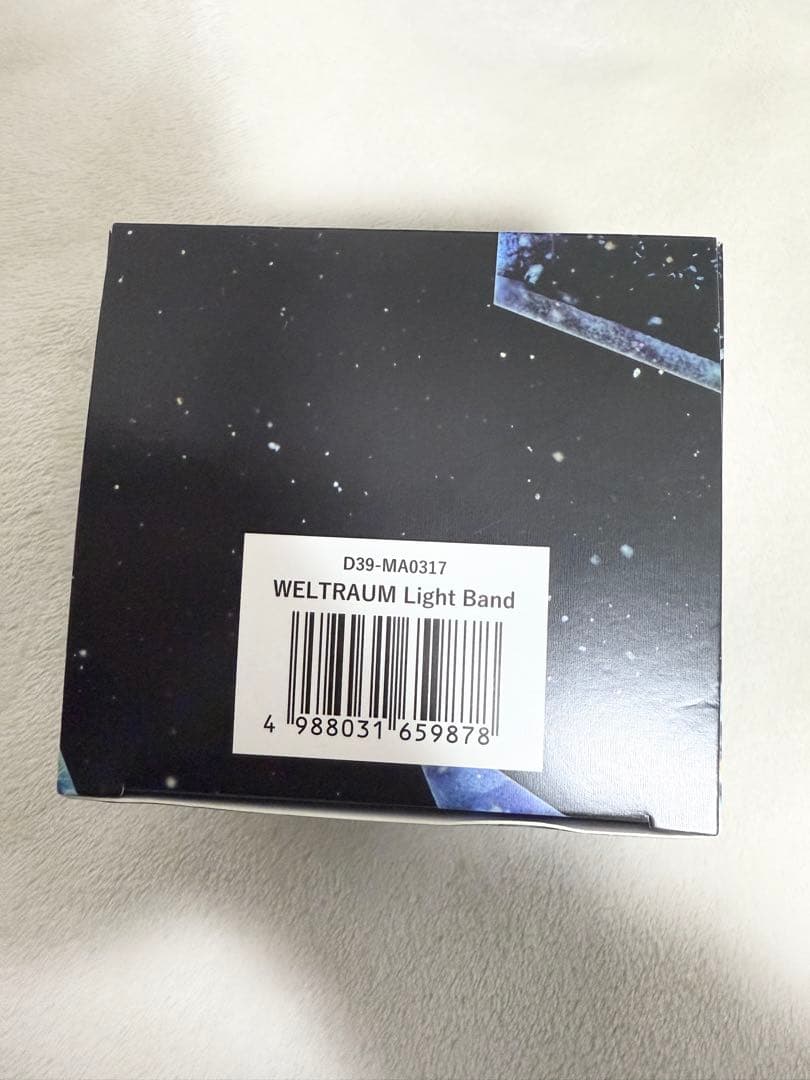 D39-MA0317
WELTRAUM Light Band
4 988031 659878